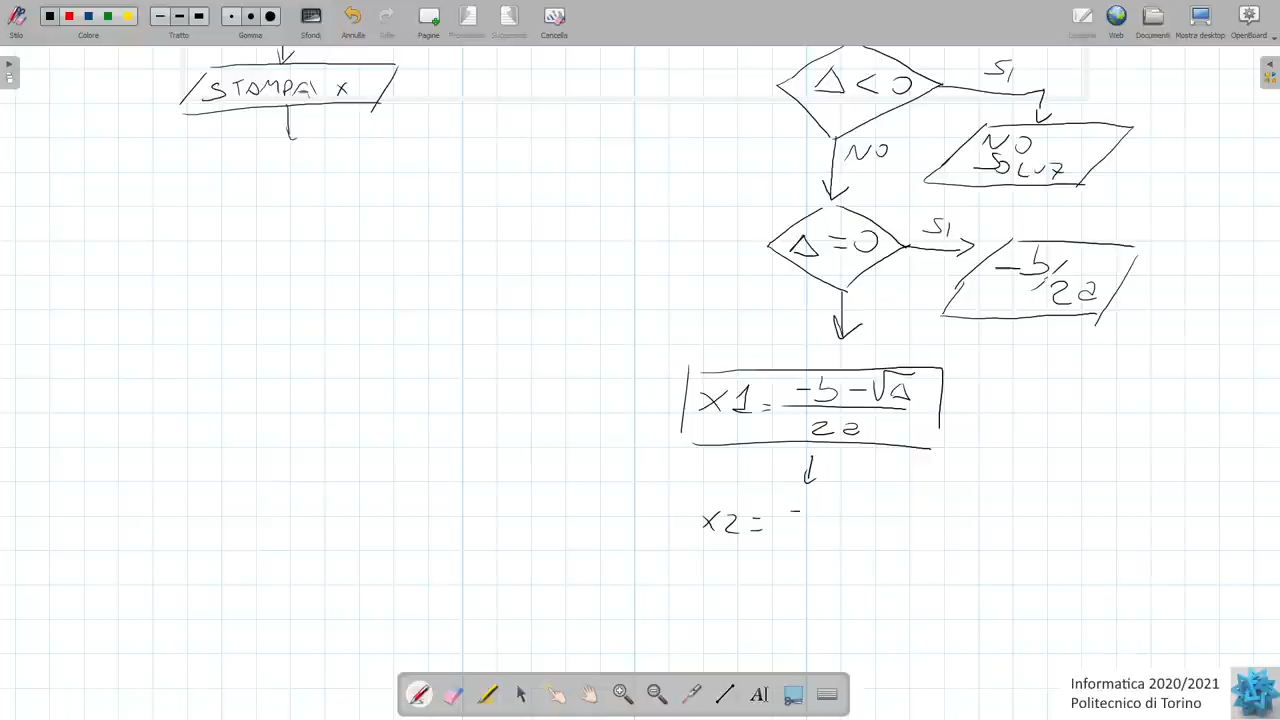 Stilo
Colore
Tratto
Gomma
Sfondi
Annulla
Pagine
Cancella
Web
Documenti
Mostra desktop
OpenBoard
STAMPA x
Δ < 0
SI
NO
NO
SOLUZ
Δ = 0
SI
-b/
2a
x1 = -b - √Δ
2a
x2 = -
Informatica 2020/2021
Politecnico di Torino